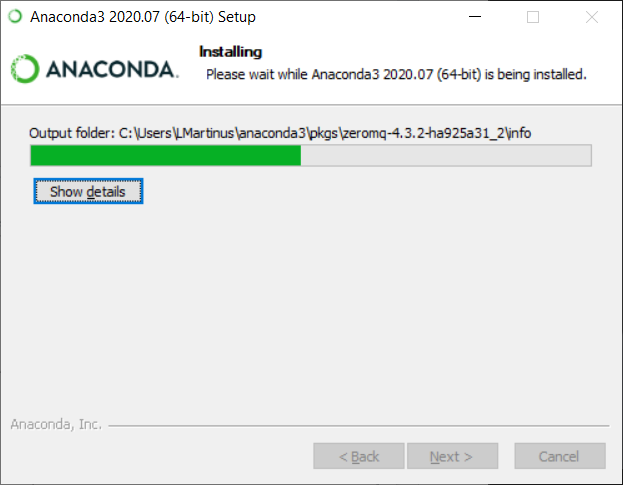 Anaconda3 2020.07 (64-bit) Setup
ANACONDA.
Installing
Please wait while Anaconda3 2020.07 (64-bit) is being installed.
Output folder: C:\Users\LMartinus\anaconda3\pkgs\zeromq-4.3.2-ha925a31_2\info
Show details
Anaconda, Inc.
< Back Next > Cancel